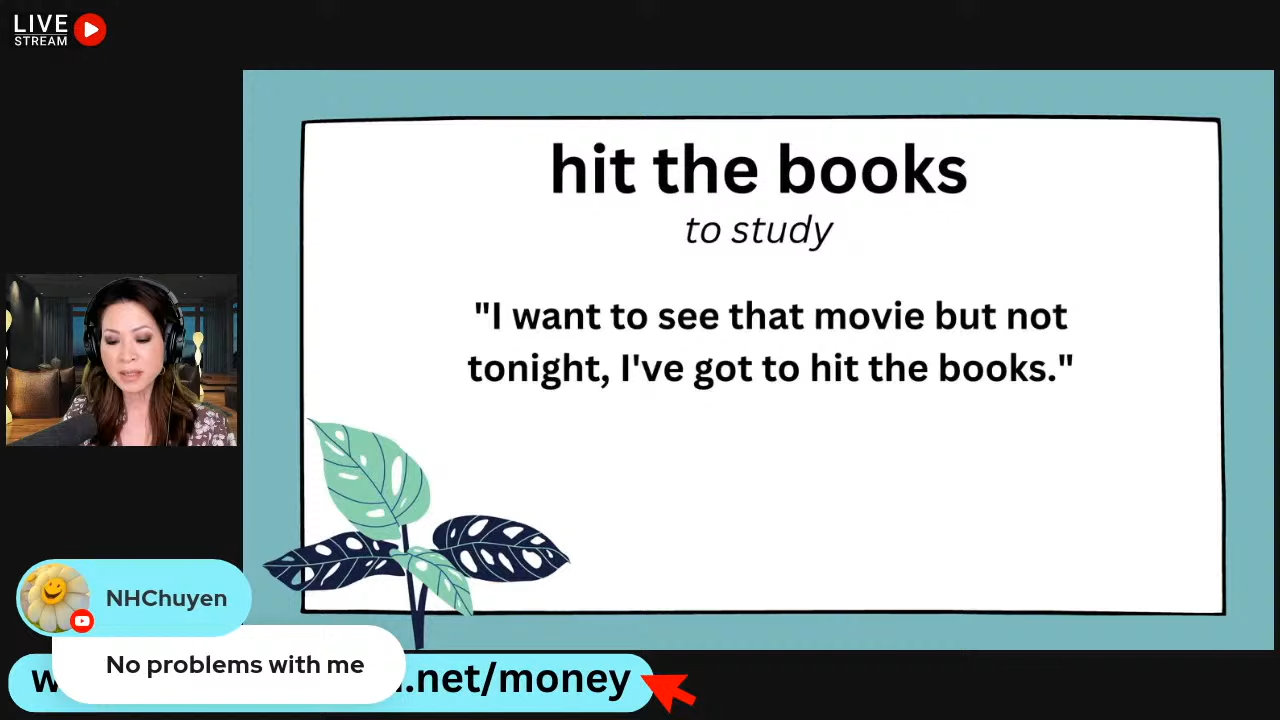 LIVE
STREAM
hit the books
to study
"I want to see that movie but not
tonight, I've got to hit the books."
NHChuyen
No problems with me
.net/money